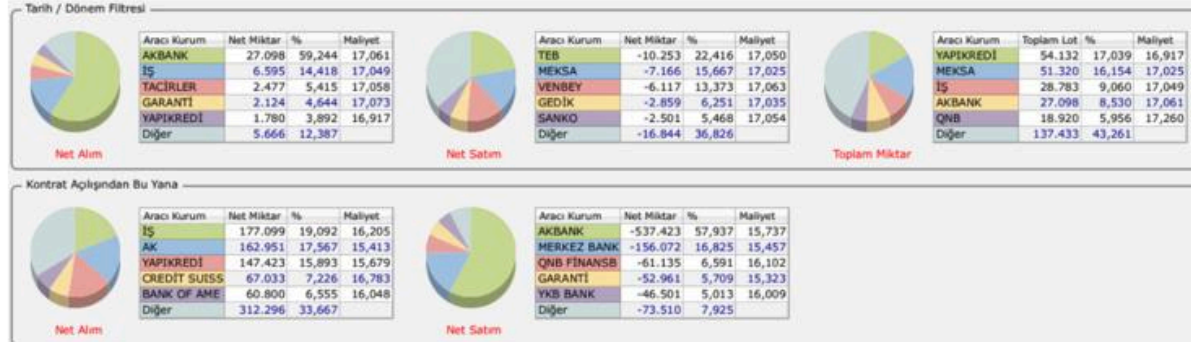 Tarih / Dönem Filtresi
Aracı Kurum Net Miktar % Maliyet
AKBANK 27.098 59,244 17,061
İŞ 6.595 14,418 17,049
TACİRLER 2.477 5,415 17,058
GARANTİ 2.124 4,644 17,073
YAPIKREDİ 1.780 3,892 16,917
Diğer 5.666 12,387
Net Alım
Aracı Kurum Net Miktar % Maliyet
TEB -10.253 22,416 17,050
MEKSA -7.166 15,667 17,025
VENBEY -6.117 13,373 17,063
GEDİK -2.859 6,251 17,035
SANKO -2.501 5,468 17,054
Diğer -16.844 36,826
Net Satım
Aracı Kurum Toplam Lot % Maliyet
YAPIKREDİ 54.132 17,039 16,917
MEKSA 51.320 16,154 17,025
İŞ 28.783 9,060 17,049
AKBANK 27.098 8,530 17,061
QNB 18.920 5,956 17,260
Diğer 137.433 43,261
Toplam Miktar
Kontrat Açılışından Bu Yana
Aracı Kurum Net Miktar % Maliyet
İŞ 177.099 19,092 16,205
AK 162.951 17,567 15,413
YAPIKREDİ 147.423 15,893 15,679
CREDİT SUISS 67.033 7,226 16,783
BANK OF AME 60.800 6,555 16,048
Diğer 312.296 33,667
Net Alım
Aracı Kurum Net Miktar % Maliyet
AKBANK -537.423 57,937 15,737
MERKEZ BANK -156.072 16,825 15,457
QNB FİNANSB -61.135 6,591 16,102
GARANTİ -52.961 5,709 15,323
YKB BANK -46.501 5,013 16,009
Diğer -73.510 7,925
Net Satım